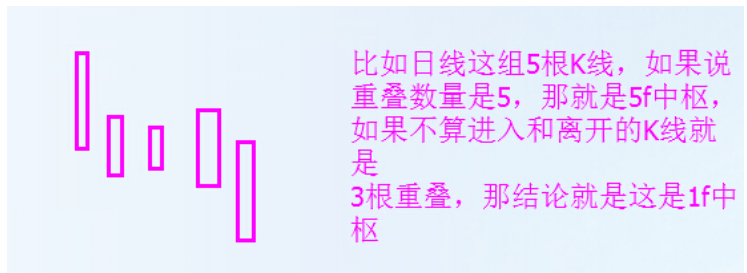 比如日线这组5根K线，如果说
重叠数量是5，那就是5f中枢，
如果不算进入和离开的K线就
是
3根重叠，那结论就是这是1f中
枢